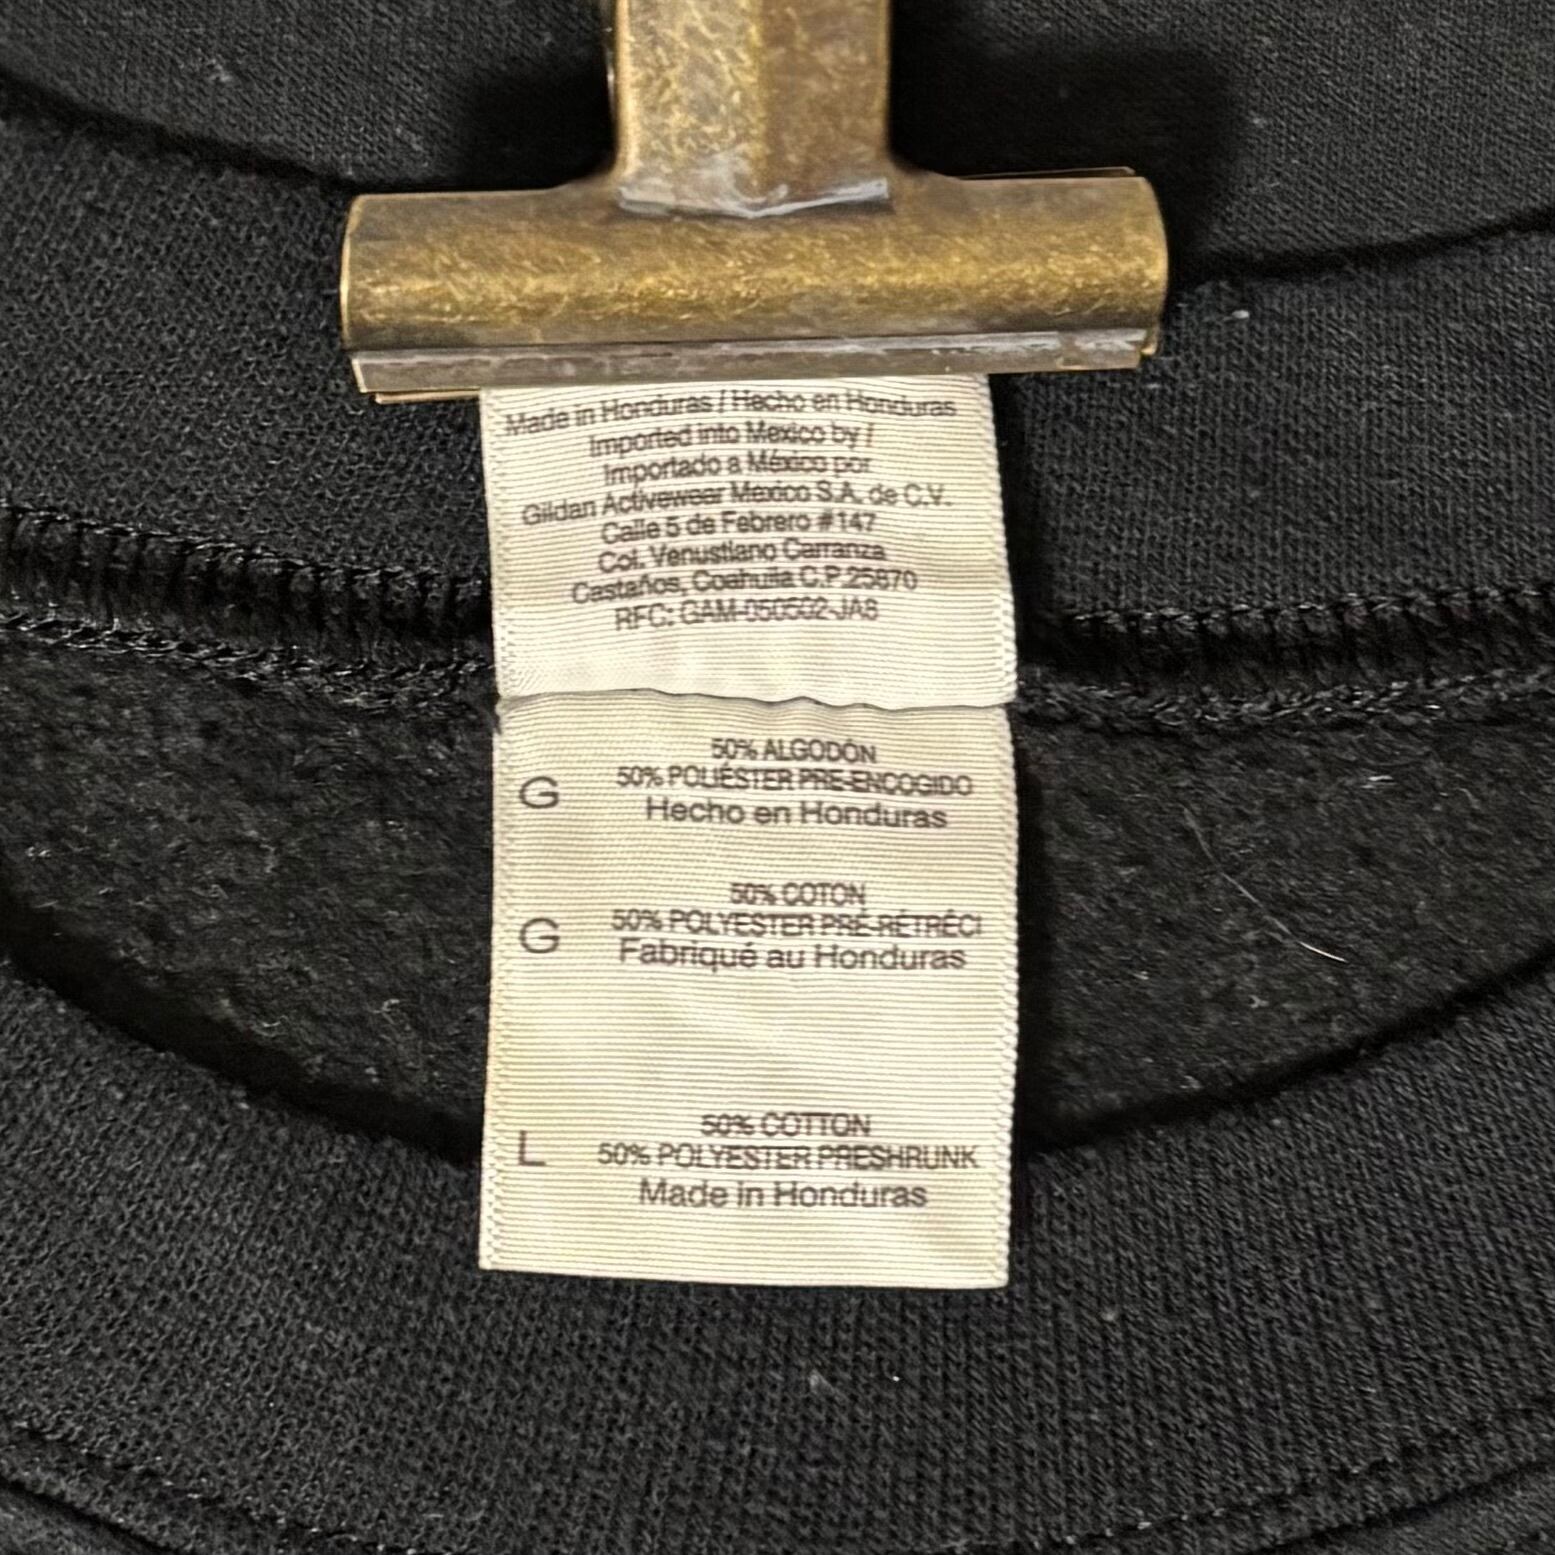 Made in Honduras / Hecho en Honduras
Imported into Mexico by /
Importado a México por
Gildan Activewear Mexico S.A. de C.V.
Calle 5 de Febrero #147
Col. Venustiano Carranza
Castaños, Coahuila C.P.25870
RFC: GAM-050502-JA8
50% ALGODÓN
G 50% POLIÉSTER PRE-ENCOGIDO
Hecho en Honduras
50% COTON
G 50% POLYESTER PRÉ-RÉTRÉCI
Fabriqué au Honduras
50% COTTON
L 50% POLYESTER PRESHRUNK
Made in Honduras